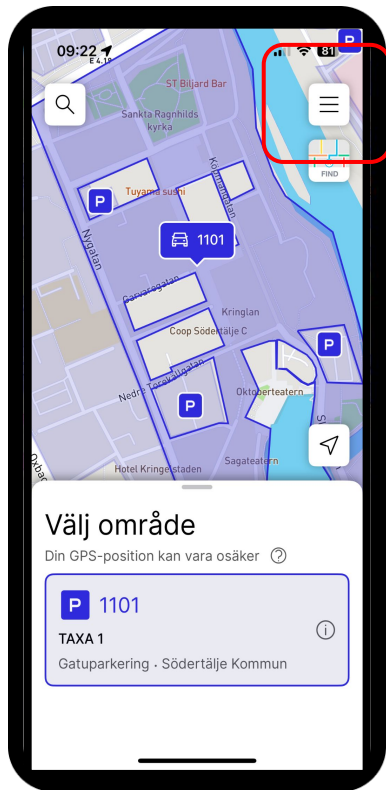 P
09:22
81
E 4.19
ST Biljard Bar
Sankta Ragnhilds
kyrka
FIND
Köpmangatan
Tuyama sushi
P
Nygatan
1101
Garvaregatan
Kringlan
Coop Södertälje C
P
Nedre Torekällgatan
Oktoberteatern
P
Sagateatern
Hotel Kringelstaden
Oxbac
Välj område
Din GPS-position kan vara osäker ?
P 1101
TAXA 1
Gatuparkering · Södertälje Kommun